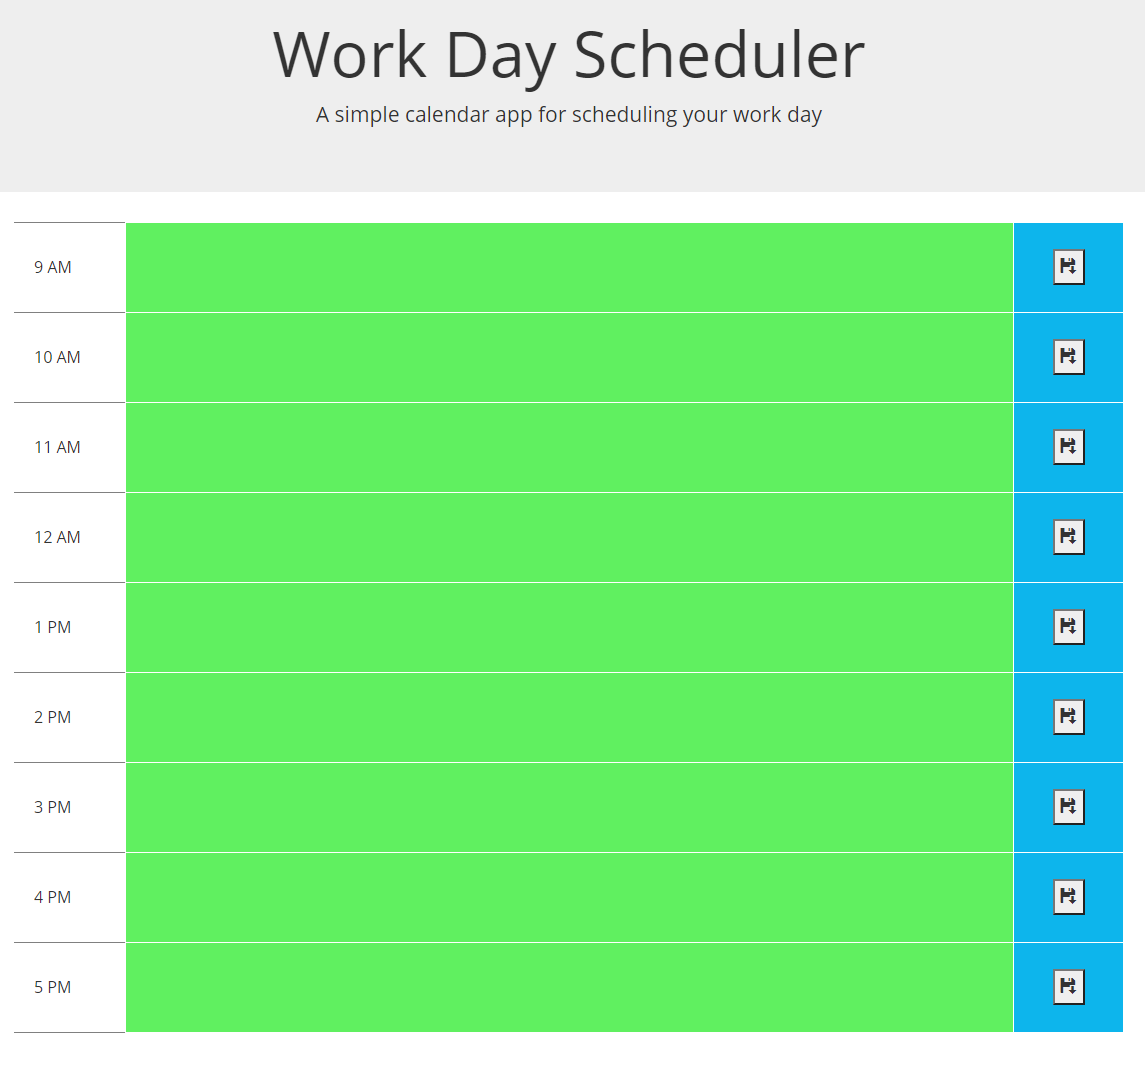 Work Day Scheduler
A simple calendar app for scheduling your work day
9 AM
10 AM
11 AM
12 AM
1 PM
2 PM
3 PM
4 PM
5 PM